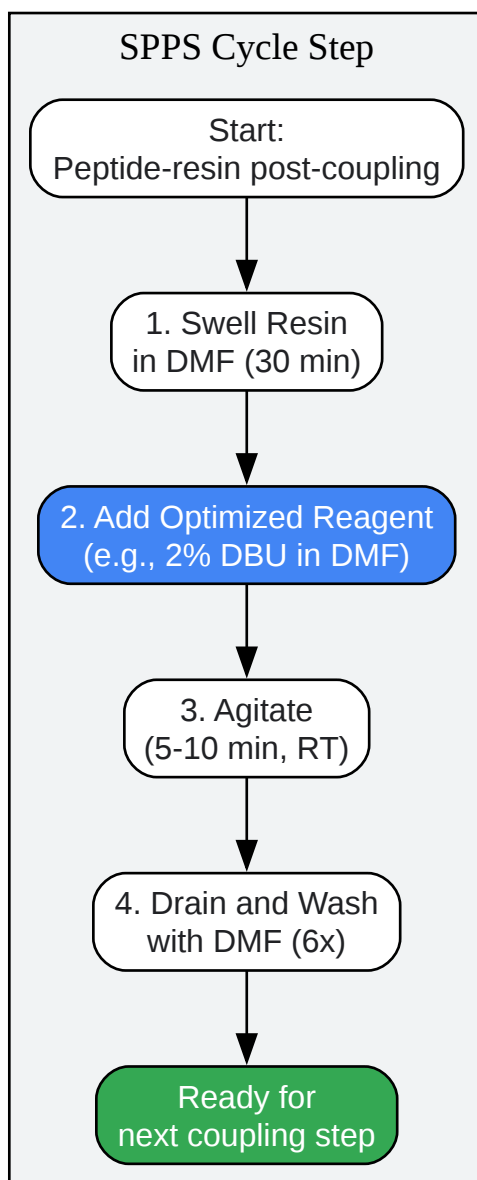 SPPS Cycle Step
Start:
Peptide-resin post-coupling
1. Swell Resin
in DMF (30 min)
2. Add Optimized Reagent
(e.g., 2% DBU in DMF)
3. Agitate
(5-10 min, RT)
4. Drain and Wash
with DMF (6x)
Ready for
next coupling step